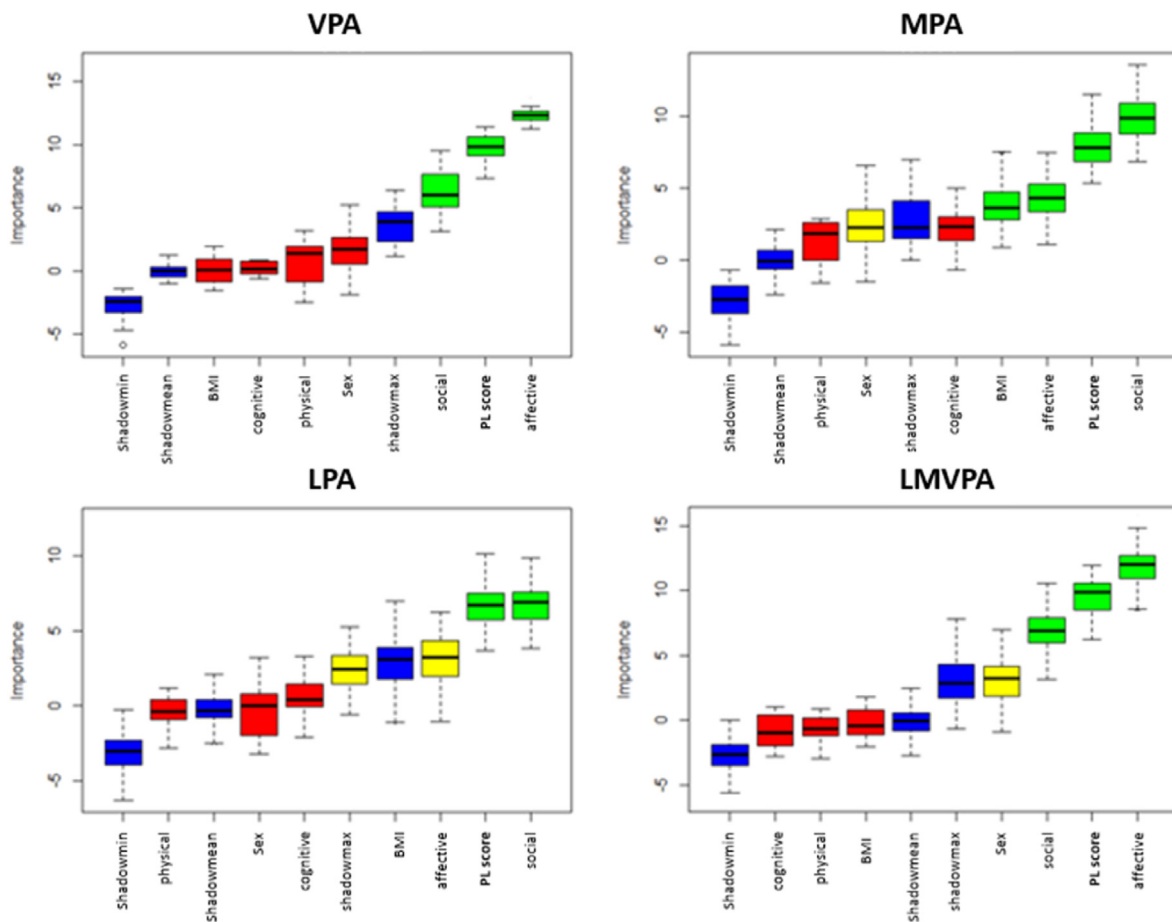 VPA
Importance
15
10
5
0
-5
Shadowmin
Shadowmean
BMI
cognitive
physical
Sex
shadowmax
social
PL score
affective
MPA
Importance
10
5
0
-5
Shadowmin
Shadowmean
physical
Sex
shadowmax
cognitive
BMI
affective
PL score
social
LPA
Importance
10
5
0
-5
Shadowmin
physical
Shadowmean
Sex
cognitive
shadowmax
BMI
affective
PL score
social
LMVPA
Importance
15
10
5
0
-5
Shadowmin
cognitive
physical
BMI
Shadowmean
shadowmax
Sex
social
PL score
affective